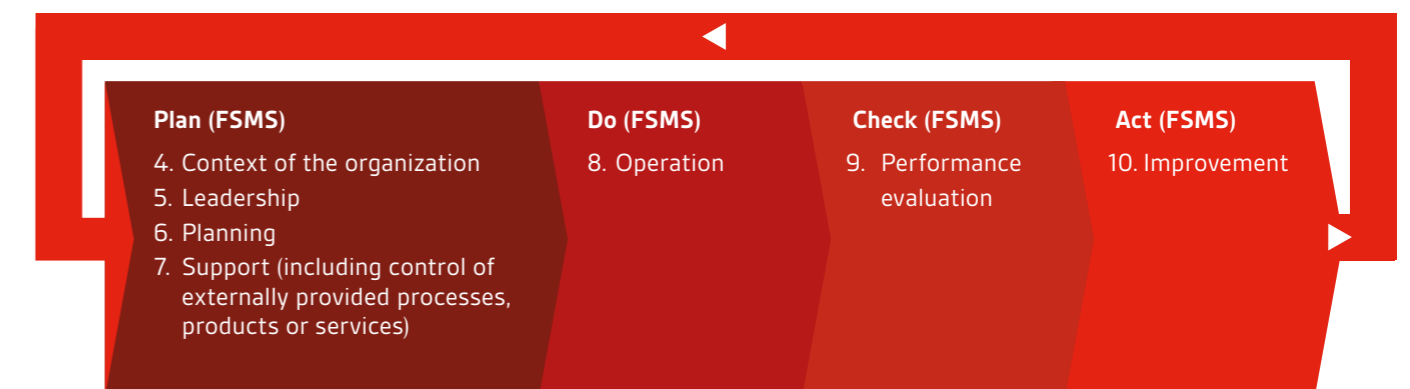 Plan (FSMS)
4. Context of the organization
5. Leadership
6. Planning
7. Support (including control of
externally provided processes,
products or services)
Do (FSMS)
8. Operation
Check (FSMS)
9. Performance
evaluation
Act (FSMS)
10. Improvement